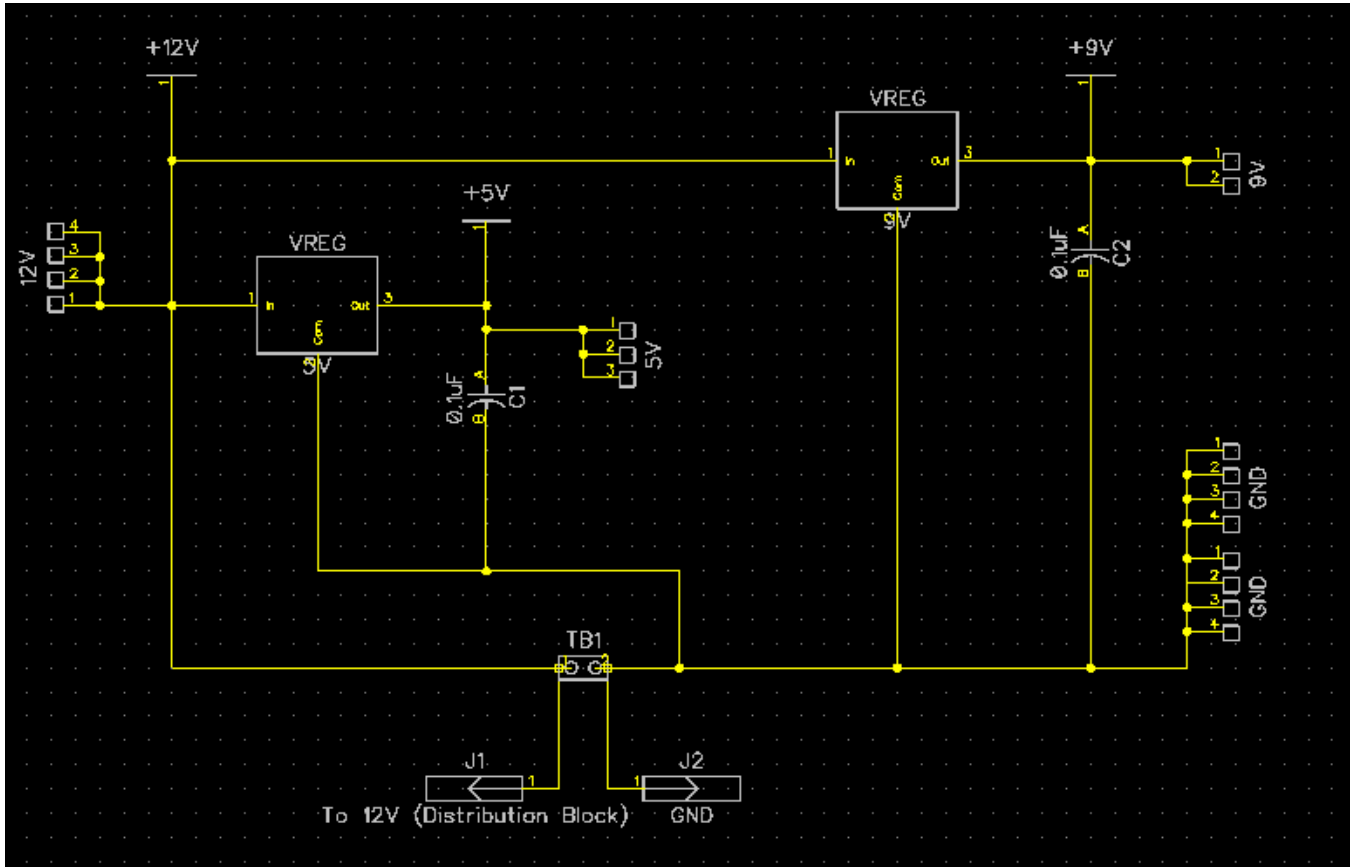 +12V
1
+5V
1
+9V
1
VREG
1
In
Out
3
Com
9V
1
2
9V
A
0.1uF
C2
B
12V
4
3
2
1
VREG
1
In
Out
3
Com
1
2
3
5V
A
0.1uF
C1
B
1
2
3
4
GND
1
2
3
4
GND
TB1
1
2
J1
1
To 12V (Distribution Block)
J2
1
GND